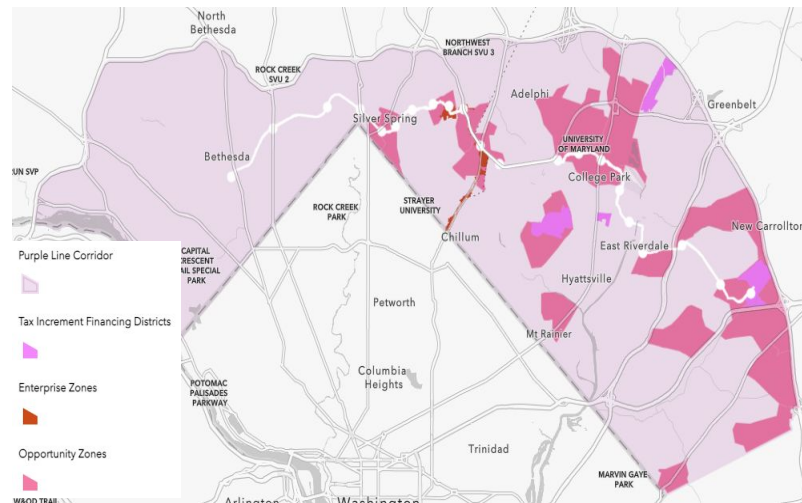 North
Bethesda
NORTHWEST
BRANCH SVU 3
ROCK CREEK
SVU 2
Adelphi
Greenbelt
Silver Spring
UNIVERSITY
OF MARYLAND
Bethesda
RUN SVP
College Park
ROCK CREEK
PARK
STRAYER
UNIVERSITY
New Carrollton
Chillum
East Riverdale
CAPITAL
CRESCENT
AIL SPECIAL
PARK
Hyattsville
Petworth
Mt Rainier
Columbia
Heights
POTOMAC
PALISADES
PARKWAY
Trinidad
MARVIN GAYE
PARK
W&OD TRAIL
Arlington
Washington
Purple Line Corridor
Tax Increment Financing Districts
Enterprise Zones
Opportunity Zones